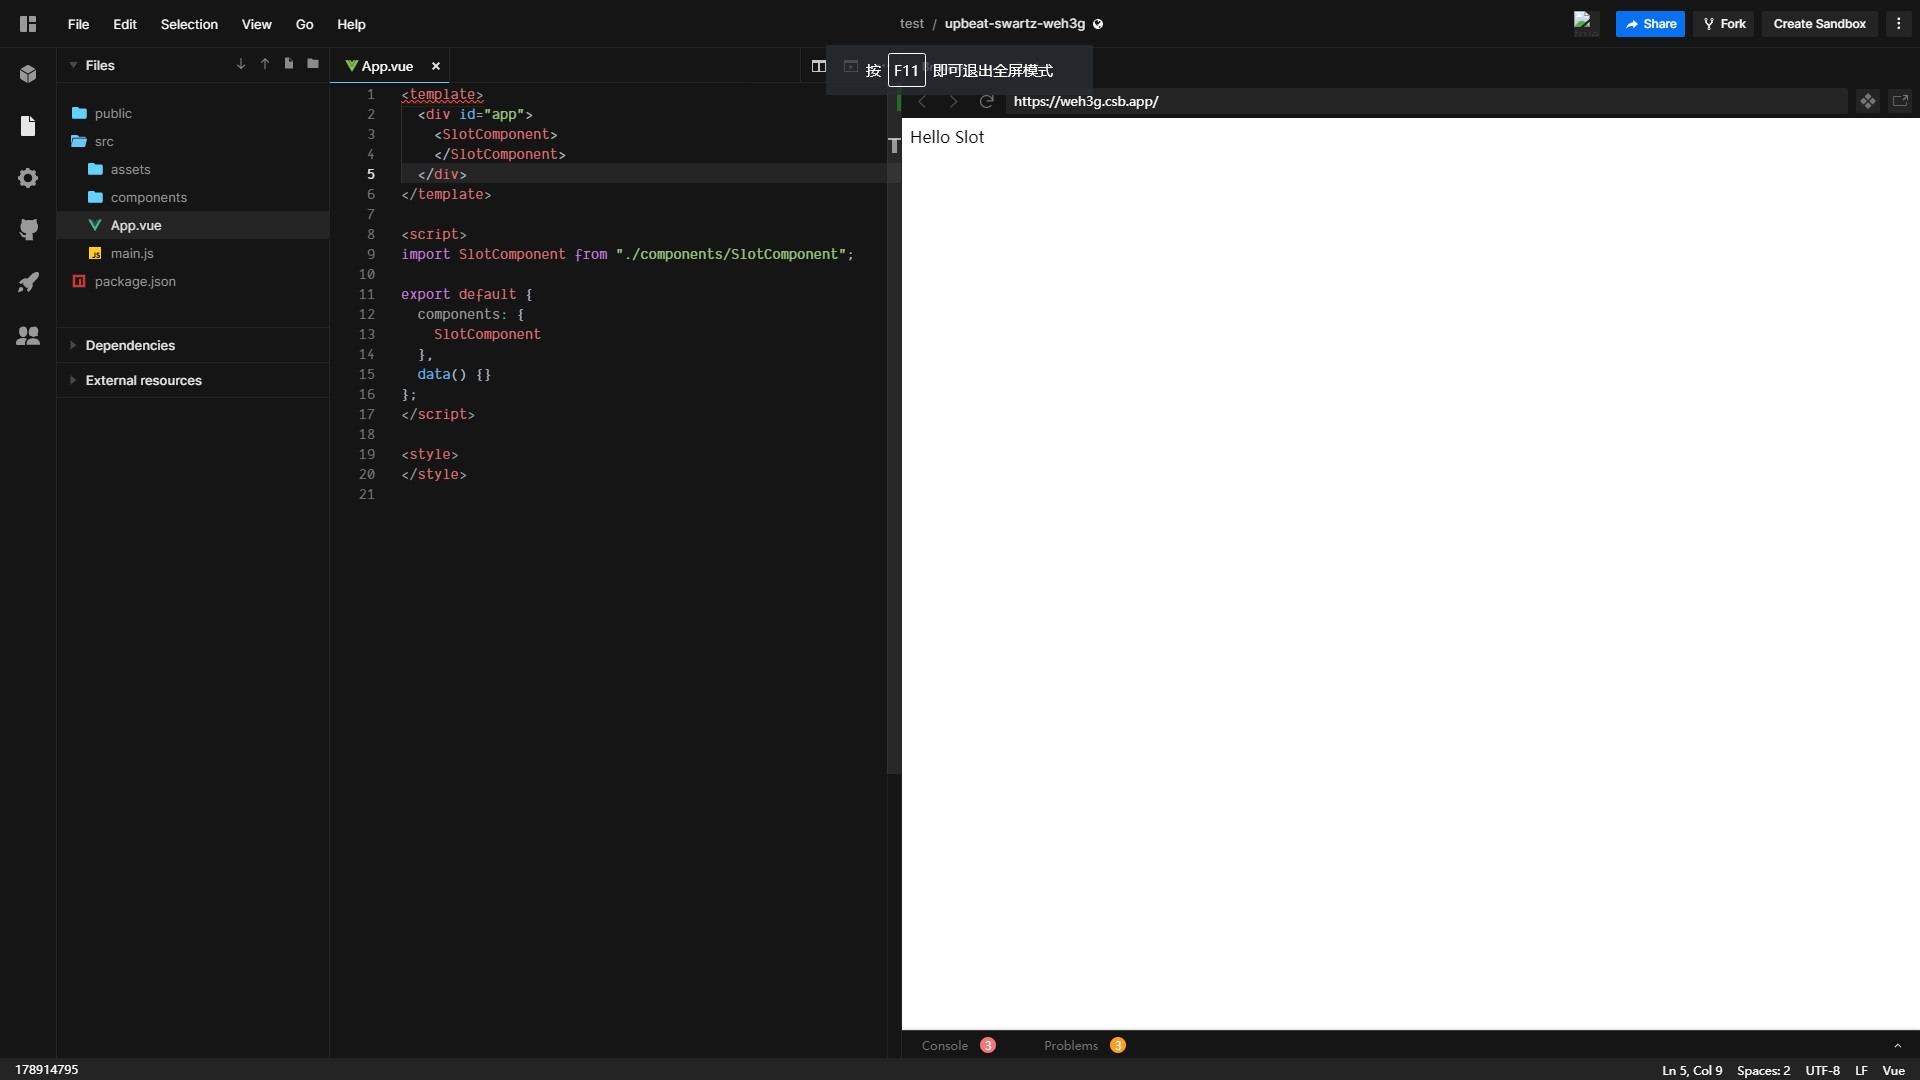 File Edit Selection View Go Help
test / upbeat-swartz-weh3g
Share Fork Create Sandbox
Files
App.vue
按 F11 即可退出全屏模式
https://weh3g.csb.app/
public
src
assets
components
App.vue
main.js
package.json
Dependencies
External resources
1 <template>
2 <div id="app">
3 <SlotComponent>
4 </SlotComponent>
5 </div>
6 </template>
7
8 <script>
9 import SlotComponent from "./components/SlotComponent";
10
11 export default {
12 components: {
13 SlotComponent
14 },
15 data() {}
16 };
17 </script>
18
19 <style>
20 </style>
21
Hello Slot
Console 3 Problems 3
178914795
Ln 5, Col 9 Spaces: 2 UTF-8 LF Vue